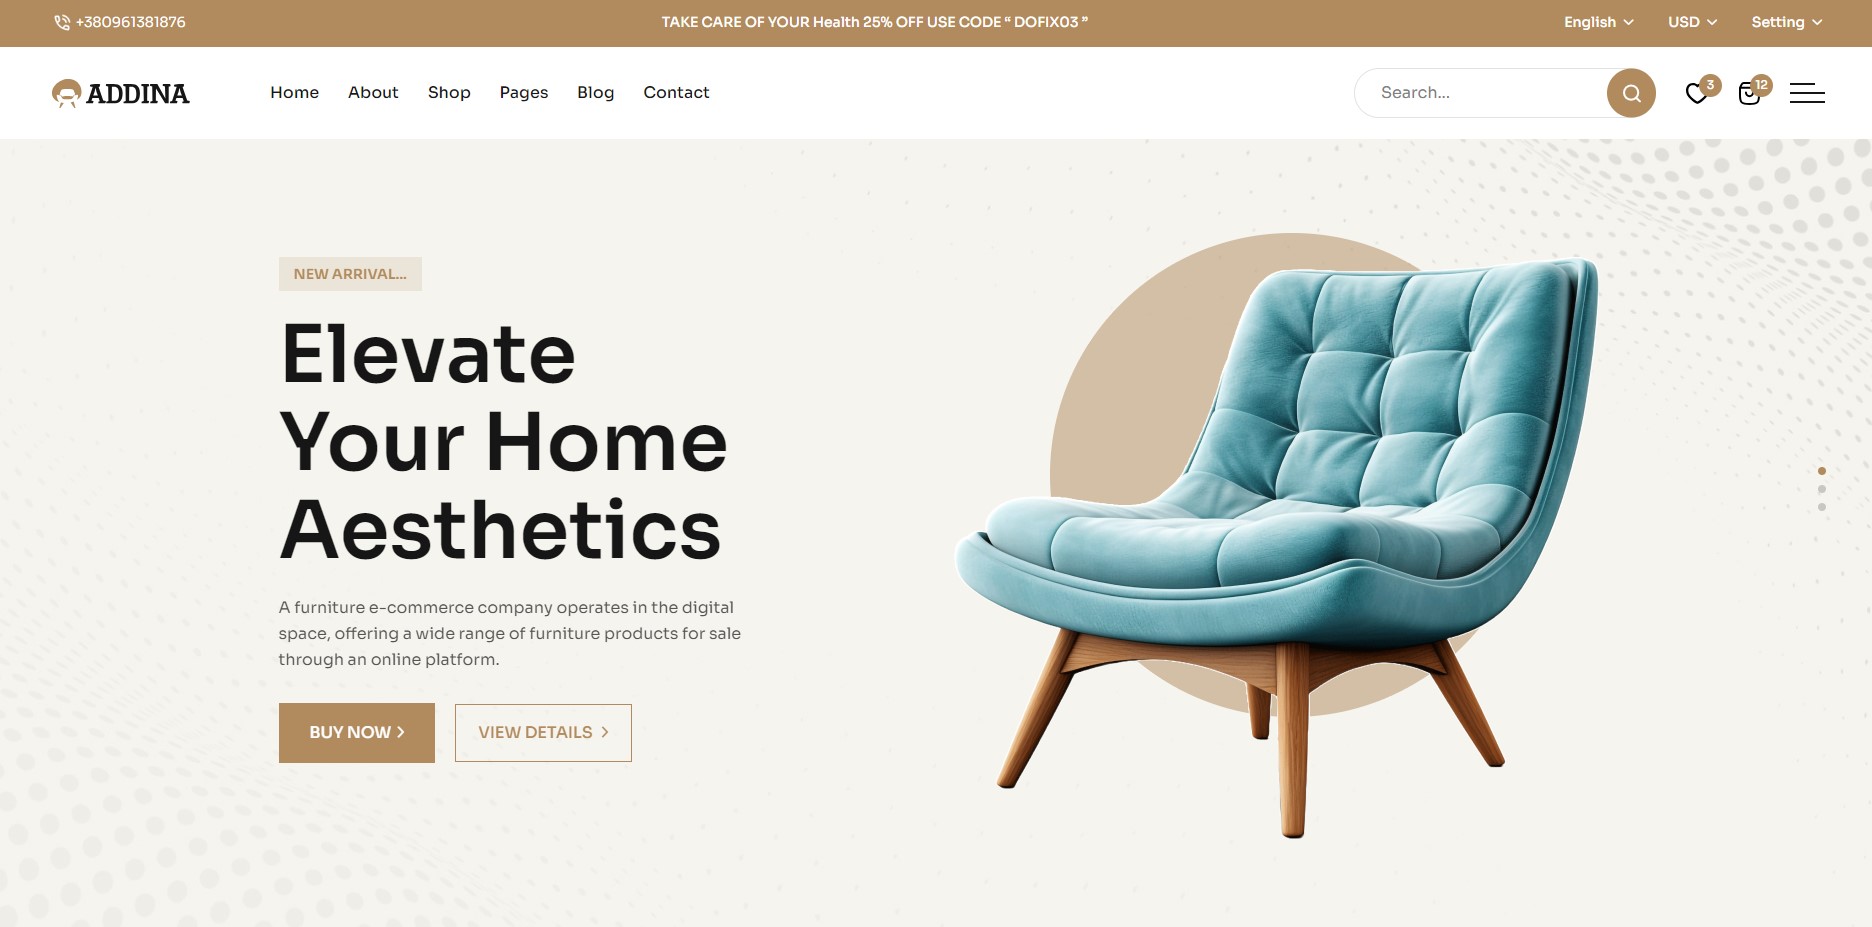 +380961381876
TAKE CARE OF YOUR Health 25% OFF USE CODE “ DOFIX03 ”
English
USD
Setting
ADDINA
Home
About
Shop
Pages
Blog
Contact
Search...
3
12
NEW ARRIVAL...
Elevate
Your Home
Aesthetics
A furniture e-commerce company operates in the digital
space, offering a wide range of furniture products for sale
through an online platform.
BUY NOW
VIEW DETAILS